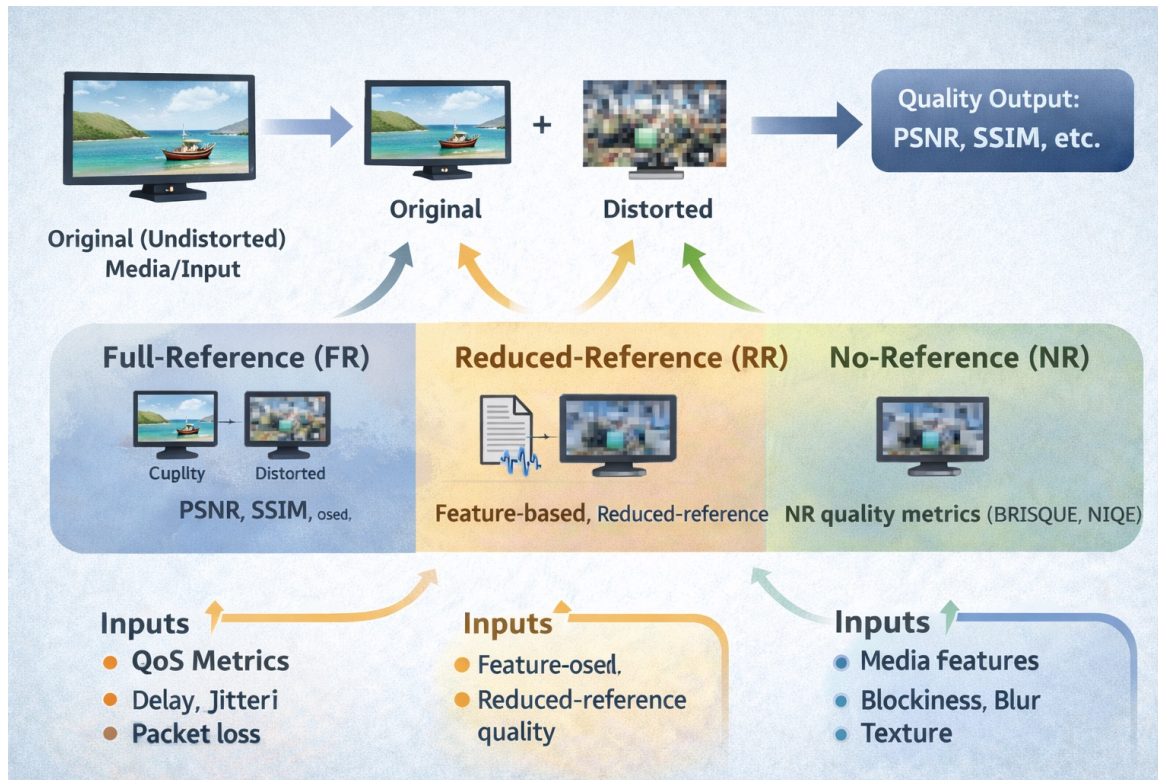 Quality Output:
PSNR, SSIM, etc.
Original
Distorted
Original (Undistorted)
Media/Input
Full-Reference (FR)
Reduced-Reference (RR)
No-Reference (NR)
Cuplity
Distorted
PSNR, SSIM, osed,
Feature-based, Reduced-reference
NR quality metrics (BRISQUE, NIQE)
Inputs
QoS Metrics
Delay, Jitteri
Packet loss
Inputs
Feature-osed,
Reduced-reference
quality
Inputs
Media features
Blockiness, Blur
Texture